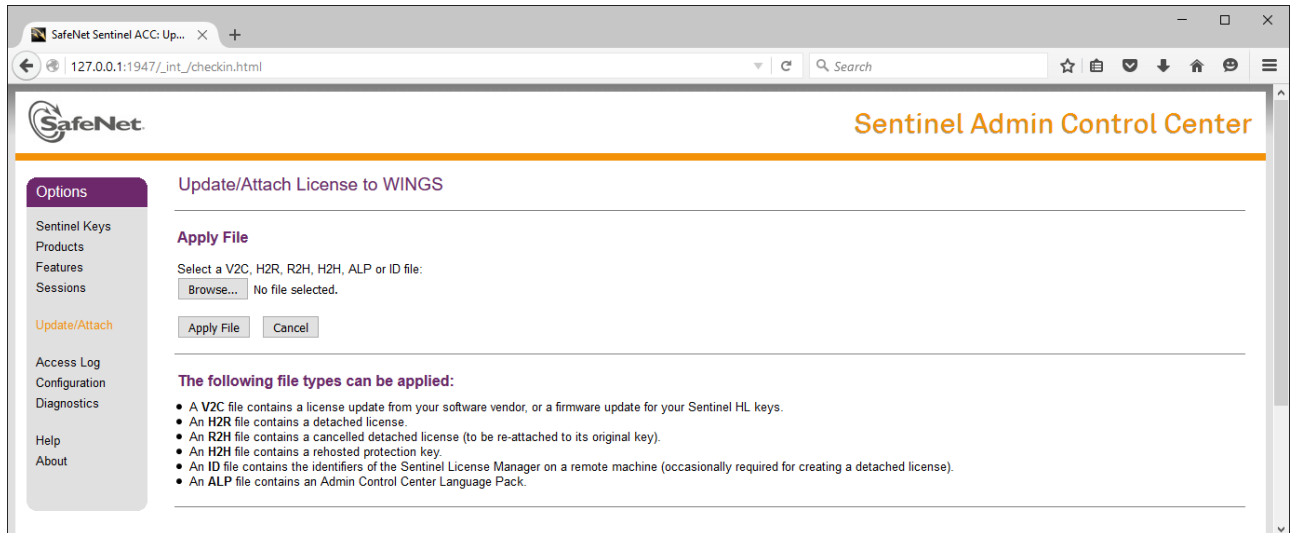 SafeNet Sentinel ACC: Up...
127.0.0.1:1947/_int_/checkin.html
Search
SafeNet.
Sentinel Admin Control Center
Options
Sentinel Keys
Products
Features
Sessions
Update/Attach
Access Log
Configuration
Diagnostics
Help
About
Update/Attach License to WINGS
Apply File
Select a V2C, H2R, R2H, H2H, ALP or ID file:
Browse... No file selected.
Apply File Cancel
The following file types can be applied:
• A V2C file contains a license update from your software vendor, or a firmware update for your Sentinel HL keys.
• An H2R file contains a detached license.
• An R2H file contains a cancelled detached license (to be re-attached to its original key).
• An H2H file contains a rehosted protection key.
• An ID file contains the identifiers of the Sentinel License Manager on a remote machine (occasionally required for creating a detached license).
• An ALP file contains an Admin Control Center Language Pack.